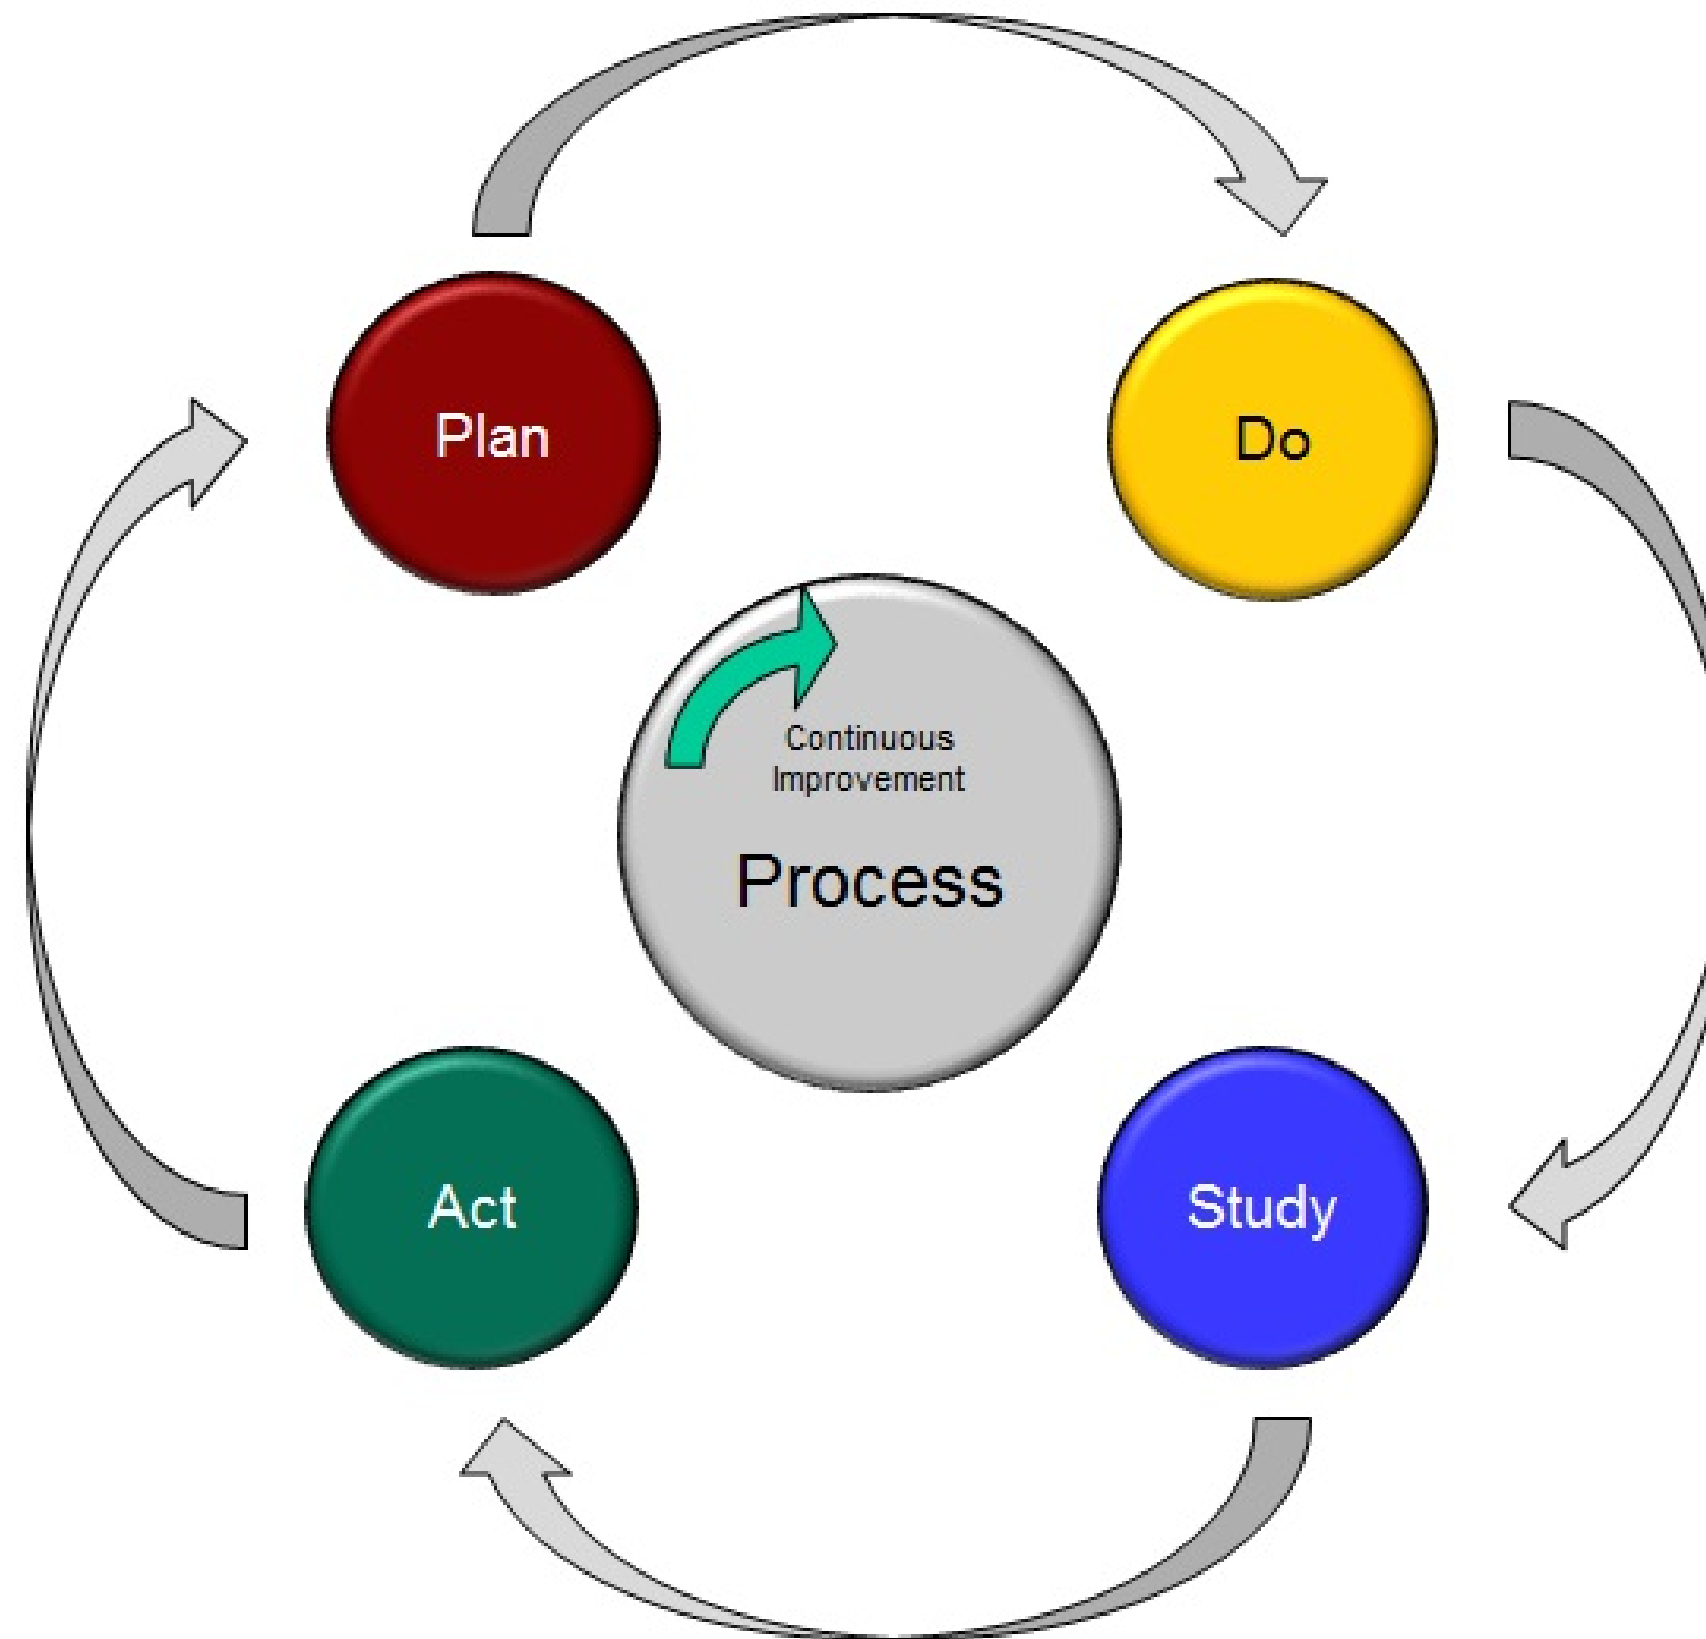 Plan
Do
Continuous
Improvement
Process
Act
Study